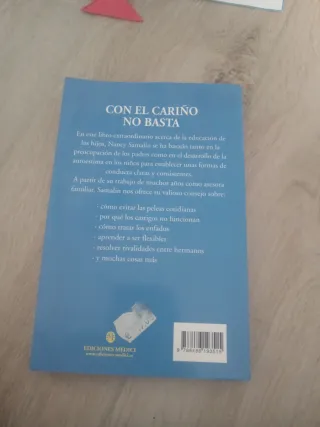 CON EL CARIÑO
NO BASTA
En este libro extraordinario acerca de la educación de
los hijos, Nancy Samalin se ha basado tanto en la
preocupación de los padres como en el desarrollo de la
autoestima en los niños para establecer unas formas de
conducta claras y consistentes.
A partir de su trabajo de muchos años como asesora
familiar, Samalin nos ofrece su valioso consejo sobre:
· cómo evitar las peleas cotidianas
· por qué los castigos no funcionan
· cómo tratar los enfados
· aprender a ser flexibles
· resolver rivalidades entre hermanos
· y muchas cosas más
EDICIONES MEDICI